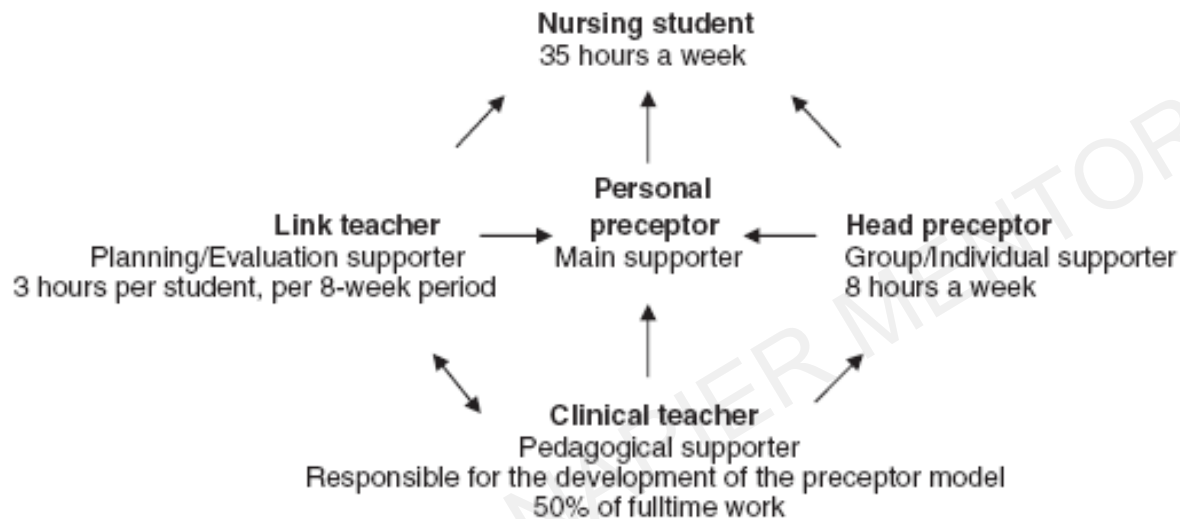 Nursing student
35 hours a week
Link teacher
Planning/Evaluation supporter
3 hours per student, per 8-week period
Personal
preceptor
Main supporter
Head preceptor
Group/Individual supporter
8 hours a week
Clinical teacher
Pedagogical supporter
Responsible for the development of the preceptor model
50% of fulltime work
NAPIER MENTOR